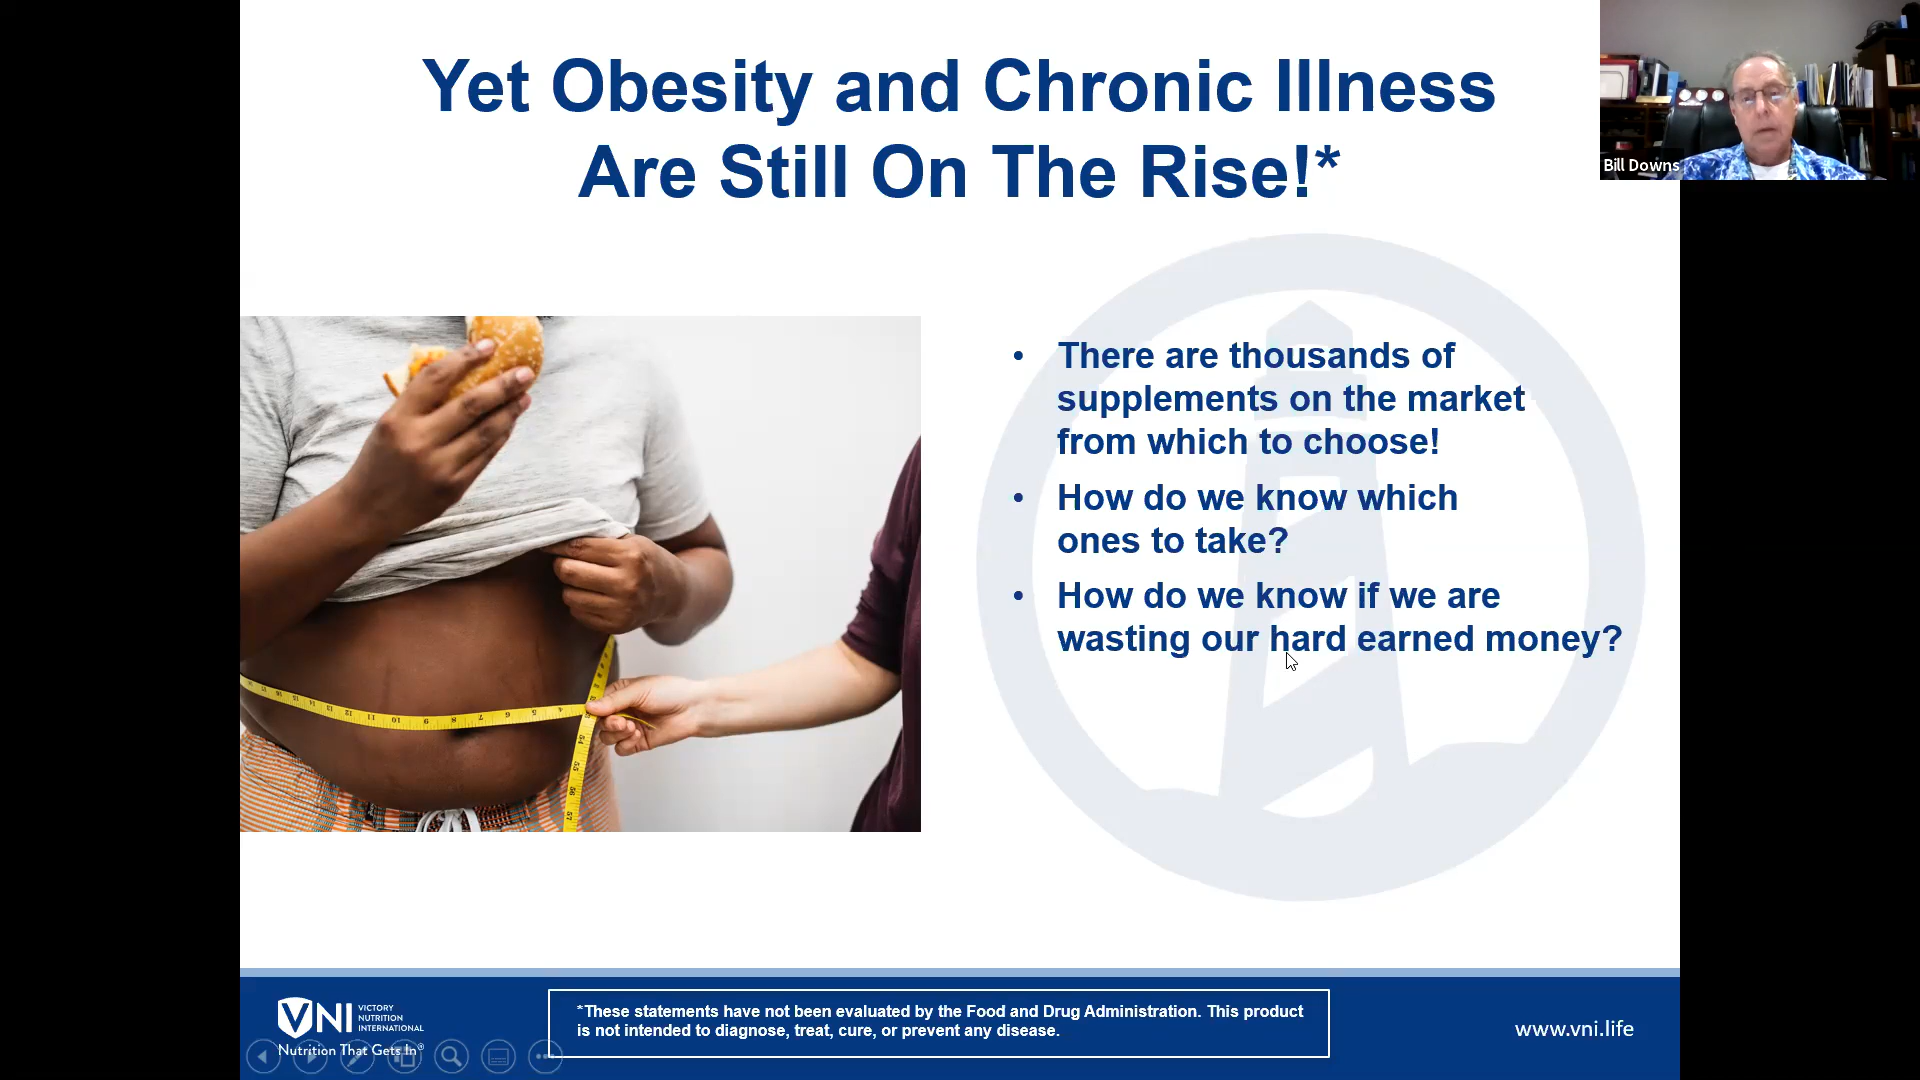 Yet Obesity and Chronic Illness
Are Still On The Rise!*
Bill Downs
• There are thousands of
supplements on the market
from which to choose!
• How do we know which
ones to take?
• How do we know if we are
wasting our hard earned money?
VNI VICTORY
NUTRITION
INTERNATIONAL
Nutrition That Gets In®
*These statements have not been evaluated by the Food and Drug Administration. This product
is not intended to diagnose, treat, cure, or prevent any disease.
www.vni.life